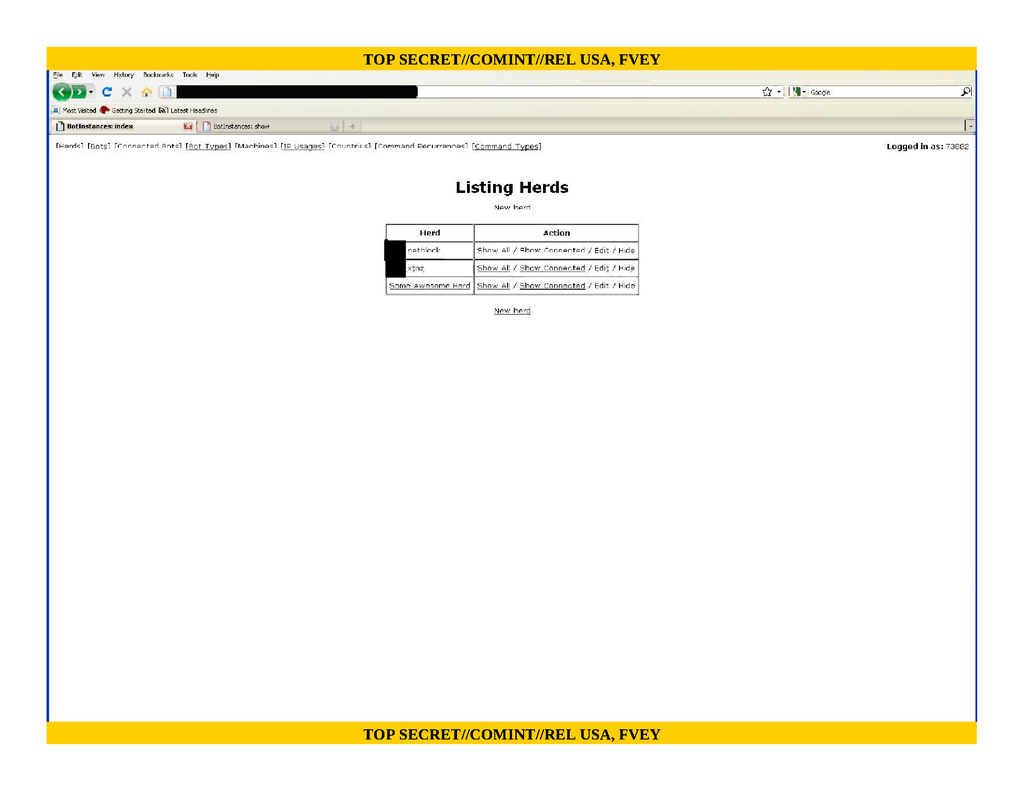 TOP SECRET//COMINT//REL USA, FVEY
File Edit View History Bookmarks Tools Help
Google
Most Visited Getting Started Latest Headlines
BotInstances: index BotInstances: show
[Herds] [Bots] [Connected Bots] [Bot Types] [Machines] [IP Usages] [Countries] [Command Recurrences] [Command Types] Logged in as: 73882
Listing Herds
New herd
Herd Action
netblock Show All / Show Connected / Edit / Hide
Show All / Show Connected / Edit / Hide
Some Awesome Herd Show All / Show Connected / Edit / Hide
New herd
TOP SECRET//COMINT//REL USA, FVEY